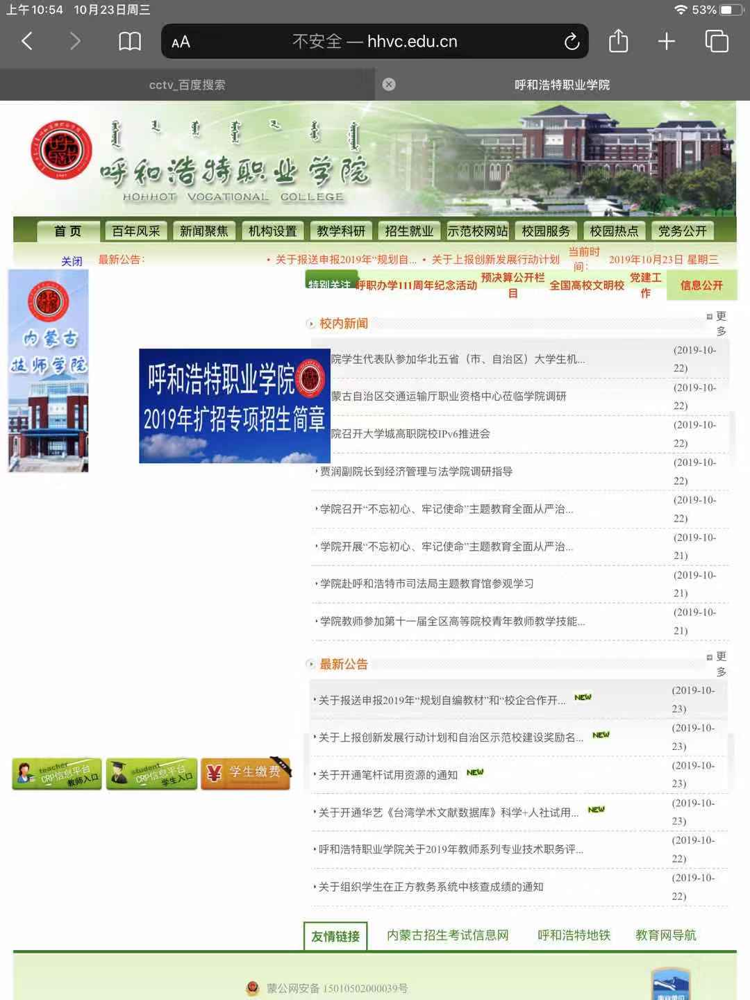 上午10:54 10月23日周三
53%
AA
不安全 — hhvc.edu.cn
cctv_百度搜索
呼和浩特职业学院
呼和浩特职业学院
HOHHOT VOCATIONAL COLLEGE
首 页
百年风采
新闻聚焦
机构设置
教学科研
招生就业
示范校网站
校园服务
校园热点
党务公开
关闭
最新公告:
• 关于报送申报2019年“规划自...
• 关于上报创新发展行动计划
当前时间:
2019年10月23日 星期三
特别关注
呼职办学111周年纪念活动
预决算公开栏目
全国高校文明校
党建工作
信息公开
内蒙古
技师学院
呼和浩特职业学院
2019年扩招专项招生简章
校内新闻
更多
院学生代表队参加华北五省（市、自治区）大学生机... (2019-10-22)
蒙古自治区交通运输厅职业资格中心莅临学院调研 (2019-10-22)
院召开大学城高职院校IPv6推进会 (2019-10-22)
贾润副院长到经济管理与法学院调研指导 (2019-10-22)
学院召开“不忘初心、牢记使命”主题教育全面从严治... (2019-10-22)
学院开展“不忘初心、牢记使命”主题教育全面从严治... (2019-10-21)
学院赴呼和浩特市司法局主题教育馆参观学习 (2019-10-21)
学院教师参加第十一届全区高等院校青年教师教学技能... (2019-10-21)
最新公告
更多
关于报送申报2019年“规划自编教材”和“校企合作开... NEW (2019-10-23)
关于上报创新发展行动计划和自治区示范校建设奖励名... NEW (2019-10-23)
关于开通笔杆试用资源的通知 NEW (2019-10-23)
关于开通华艺《台湾学术文献数据库》科学+人社试用... NEW (2019-10-23)
呼和浩特职业学院关于2019年教师系列专业技术职务评... (2019-10-22)
关于组织学生在正方教务系统中核查成绩的通知 (2019-10-22)
teacher
CRP信息平台
教师入口
student
CRP信息平台
学生入口
¥ 学生缴费
友情链接
内蒙古招生考试信息网
呼和浩特地铁
教育网导航
蒙公网安备 15010502000039号
事业单位